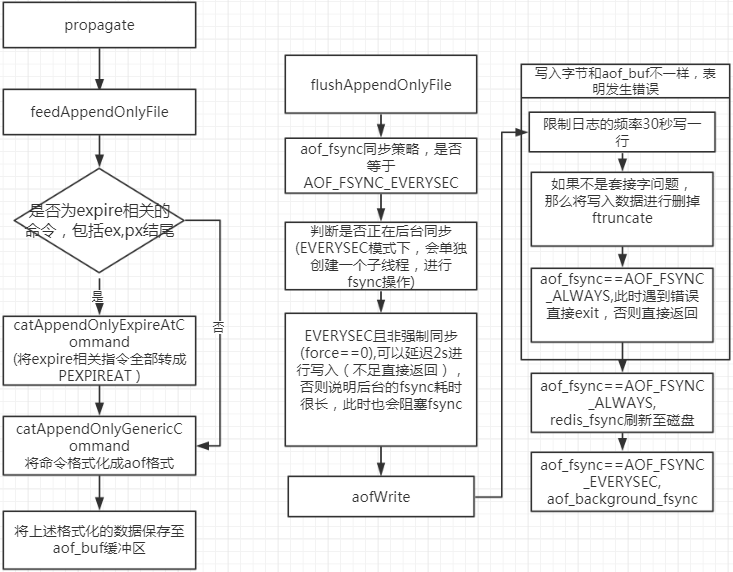 propagate
feedAppendOnlyFile
是否为expire相关的
命令，包括ex,px结尾
是
否
catAppendOnlyExpireAtC
ommand
(将expire相关指令全部转成
PEXPIREAT）
catAppendOnlyGenericC
ommand
将命令格式化成aof格式
将上述格式化的数据保存至
aof_buf缓冲区
flushAppendOnlyFile
aof_fsync同步策略，是否
等于
AOF_FSYNC_EVERYSEC
判断是否正在后台同步
(EVERYSEC模式下，会单独
创建一个子线程，进行
fsync操作)
EVERYSEC且非强制同步
(force==0),可以延迟2s进
行写入（不足直接返回），
否则说明后台的fsync耗时
很长，此时也会阻塞fsync
aofWrite
写入字节和aof_buf不一样，表
明发生错误
限制日志的频率30秒写一
行
如果不是套接字问题，
那么将写入数据进行删掉
ftruncate
aof_fsync==AOF_FSYNC
_ALWAYS,此时遇到错误
直接exit，否则直接返回
aof_fsync==AOF_FSYNC
_ALWAYS,
redis_fsync刷新至磁盘
aof_fsync==AOF_FSYNC
_EVERYSEC,
aof_background_fsync